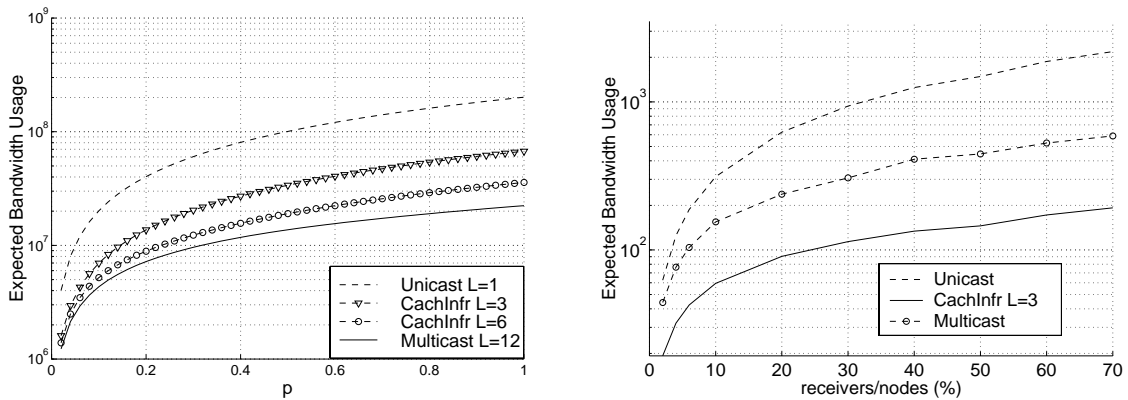 Expected Bandwidth Usage
10^9
10^8
10^7
10^6
0 0.2 0.4 0.6 0.8 1
p
Unicast L=1
CachInfr L=3
CachInfr L=6
Multicast L=12
Expected Bandwidth Usage
10^3
10^2
0 10 20 30 40 50 60 70
receivers/nodes (%)
Unicast
CachInfr L=3
Multicast